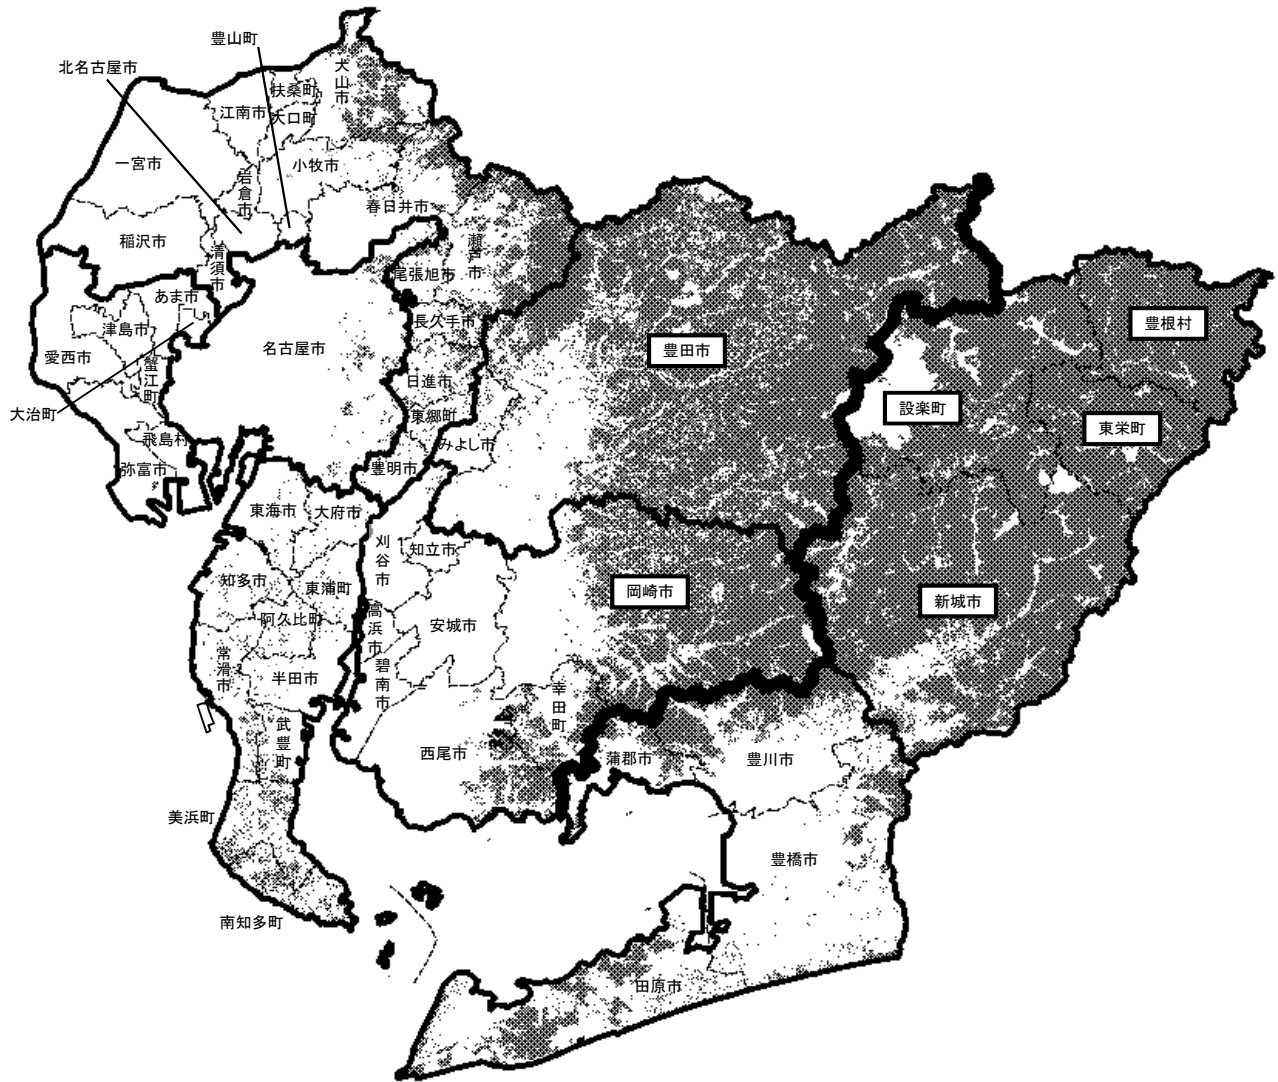 豊山町
北名古屋市
犬山市
扶桑町
江南市
大口町
一宮市
小牧市
岩倉市
春日井市
稲沢市
清須市
瀬戸市
尾張旭市
あま市
長久手市
津島市
名古屋市
愛西市
蟹江町
日進市
大治町
東郷町
飛島村
みよし市
弥富市
豊明市
豊田市
豊根村
設楽町
東栄町
東海市
大府市
刈谷市
知立市
知多市
東浦町
岡崎市
新城市
阿久比町
高浜市
安城市
常滑市
半田市
碧南市
幸田町
武豊町
西尾市
蒲郡市
豊川市
美浜町
豊橋市
南知多町
田原市